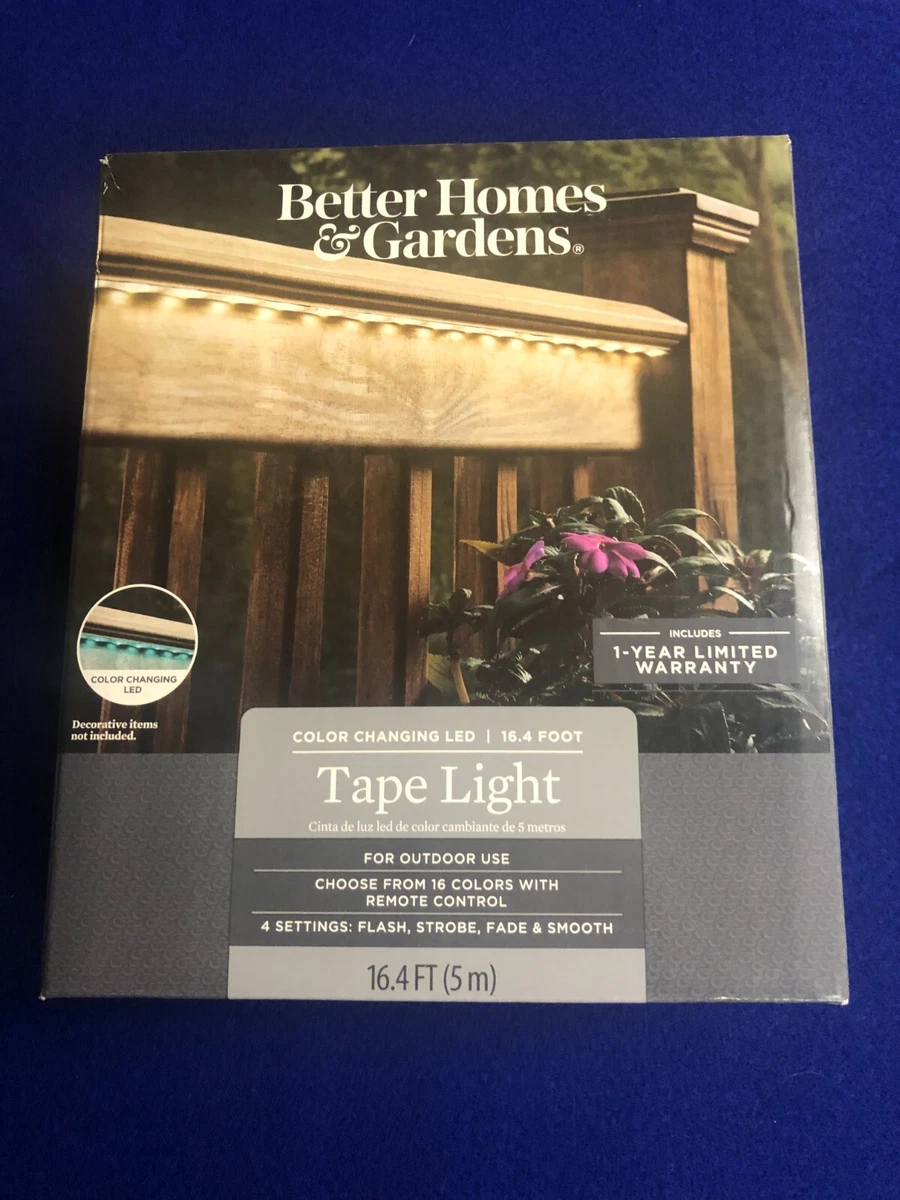 Better Homes
& Gardens®
COLOR CHANGING
LED
Decorative items
not included.
INCLUDES
1-YEAR LIMITED
WARRANTY
COLOR CHANGING LED | 16.4 FOOT
Tape Light
Cinta de luz led de color cambiante de 5 metros
FOR OUTDOOR USE
CHOOSE FROM 16 COLORS WITH
REMOTE CONTROL
4 SETTINGS: FLASH, STROBE, FADE & SMOOTH
16.4 FT (5 m)